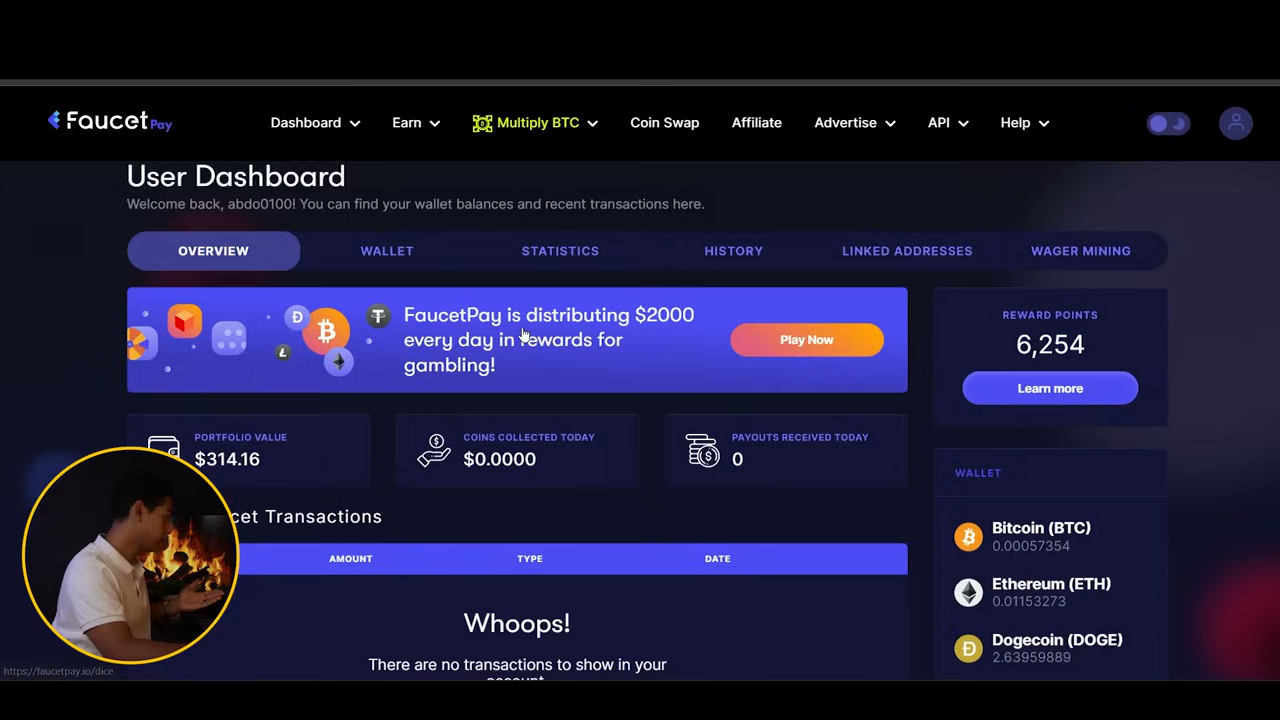 Faucet Pay
Dashboard
Earn
Multiply BTC
Coin Swap
Affiliate
Advertise
API
Help
User Dashboard
Welcome back, abdo0100! You can find your wallet balances and recent transactions here.
OVERVIEW
WALLET
STATISTICS
HISTORY
LINKED ADDRESSES
WAGER MINING
FaucetPay is distributing $2000
every day in rewards for
gambling!
Play Now
REWARD POINTS
6,254
Learn more
PORTFOLIO VALUE
$314.16
COINS COLLECTED TODAY
$0.0000
PAYOUTS RECEIVED TODAY
0
WALLET
Bitcoin (BTC)
0.00057354
Ethereum (ETH)
0.01153273
Dogecoin (DOGE)
2.63959889
cet Transactions
AMOUNT
TYPE
DATE
Whoops!
There are no transactions to show in your
account
https://faucetpay.io/dice